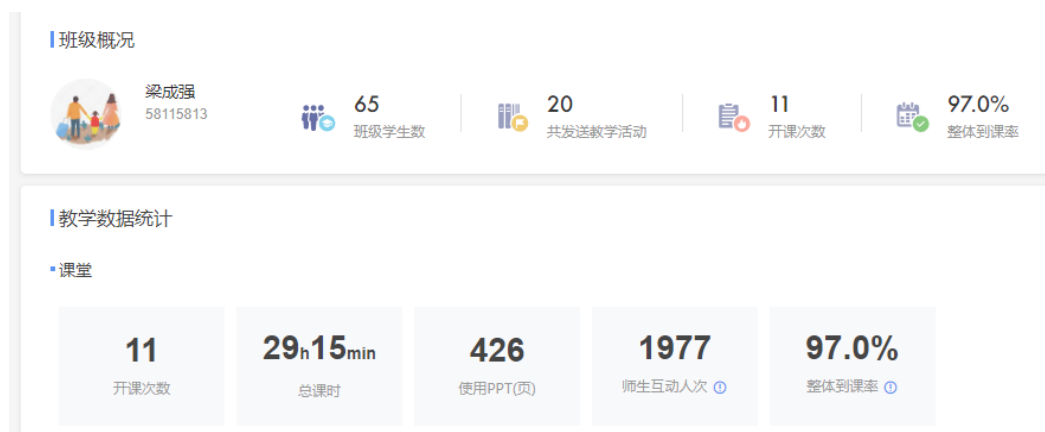 班级概况
梁成强
58115813
65
班级学生数
20
共发送教学活动
11
开课次数
97.0%
整体到课率
教学数据统计
课堂
11
开课次数
29h15min
总课时
426
使用PPT(页)
1977
师生互动人次
97.0%
整体到课率